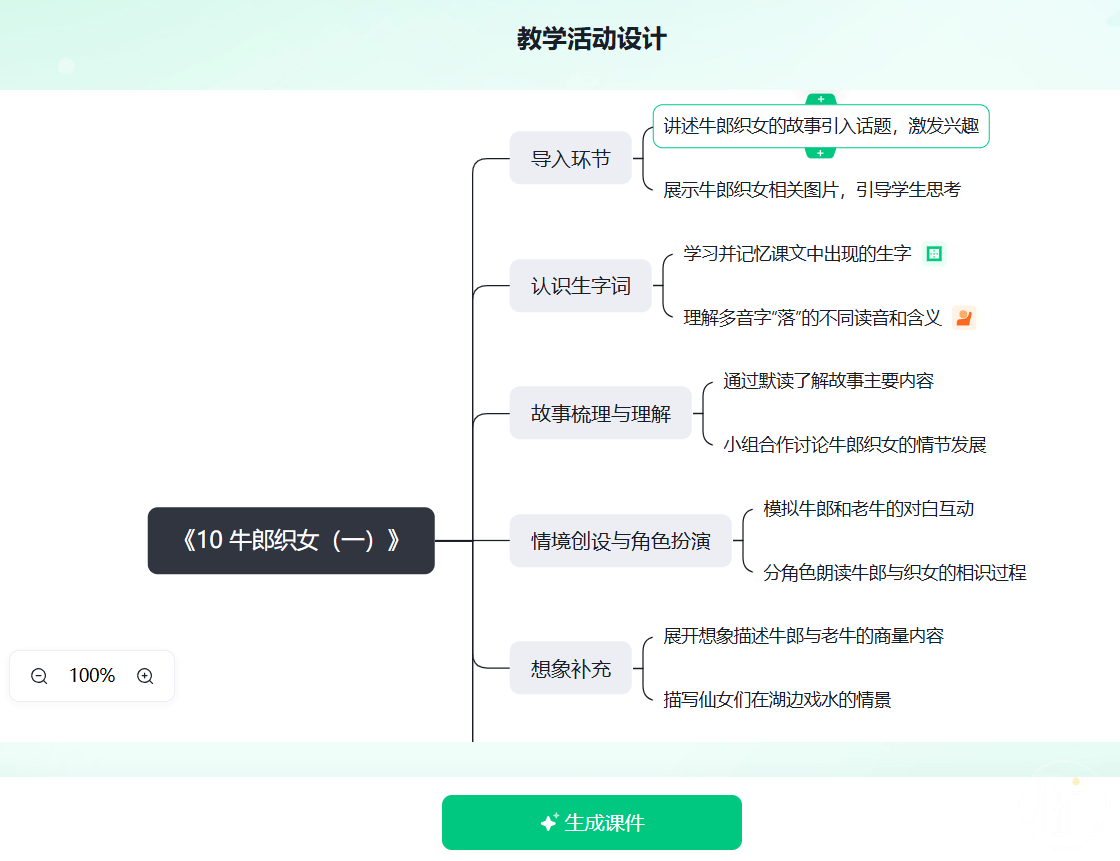 教学活动设计
讲述牛郎织女的故事引入话题，激发兴趣
导入环节
展示牛郎织女相关图片，引导学生思考
学习并记忆课文中出现的生字
认识生字词
理解多音字“落”的不同读音和含义
通过默读了解故事主要内容
故事梳理与理解
小组合作讨论牛郎织女的情节发展
模拟牛郎和老牛的对白互动
《10 牛郎织女（一）》
情境创设与角色扮演
分角色朗读牛郎与织女的相识过程
展开想象描述牛郎与老牛的商量内容
想象补充
100%
描写仙女们在湖边戏水的情景
生成课件